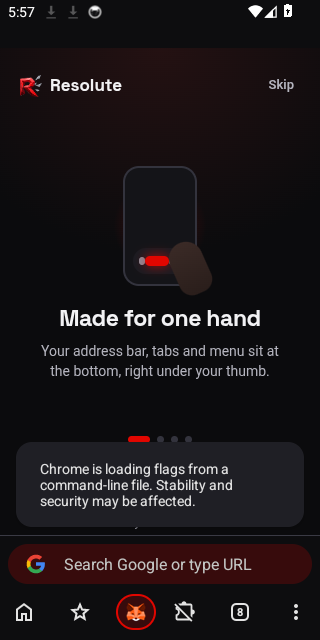 5:57
Resolute
Skip
Made for one hand
Your address bar, tabs and menu sit at
the bottom, right under your thumb.
Chrome is loading flags from a
command-line file. Stability and
security may be affected.
Search Google or type URL
8